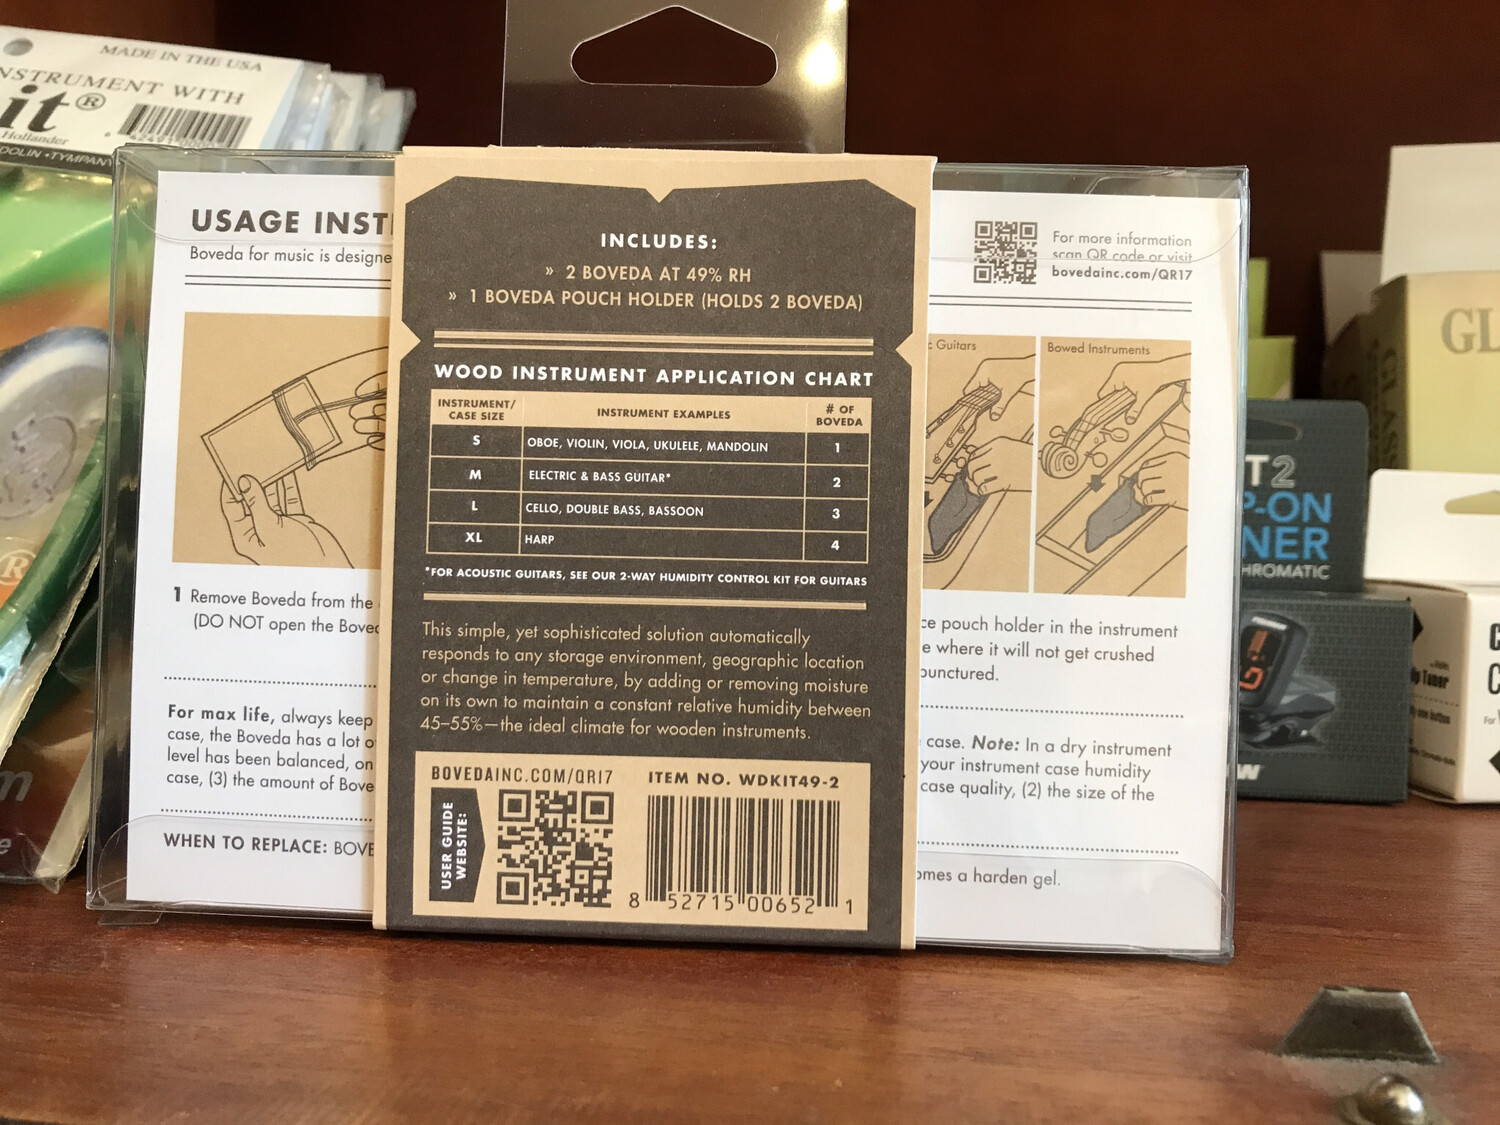 MADE IN THE USA
NSTRUMENT WITH
it®
Hollander
DOLIN • TYMPANY
USAGE INST
Boveda for music is designe
1 Remove Boveda from the
(DO NOT open the Boved
For max life, always keep
case, the Boveda has a lot o
level has been balanced, on
case, (3) the amount of Bove
WHEN TO REPLACE: BOVE
INCLUDES:
» 2 BOVEDA AT 49% RH
» 1 BOVEDA POUCH HOLDER (HOLDS 2 BOVEDA)
WOOD INSTRUMENT APPLICATION CHART
INSTRUMENT/ CASE SIZE INSTRUMENT EXAMPLES # OF BOVEDA
S OBOE, VIOLIN, VIOLA, UKULELE, MANDOLIN 1
M ELECTRIC & BASS GUITAR* 2
L CELLO, DOUBLE BASS, BASSOON 3
XL HARP 4
*FOR ACOUSTIC GUITARS, SEE OUR 2-WAY HUMIDITY CONTROL KIT FOR GUITARS
This simple, yet sophisticated solution automatically
responds to any storage environment, geographic location
or change in temperature, by adding or removing moisture
on its own to maintain a constant relative humidity between
45–55%—the ideal climate for wooden instruments.
BOVEDAINC.COM/QR17 ITEM NO. WDKIT49-2
USER GUIDE
WEBSITE:
8 52715 00652 1
For more information
scan QR code or visit
bovedainc.com/QR17
c Guitars
Bowed Instruments
ce pouch holder in the instrument
e where it will not get crushed
punctured.
case. Note: In a dry instrument
your instrument case humidity
case quality, (2) the size of the
omes a harden gel.
GL
T2
P-ON
NER
HROMATIC